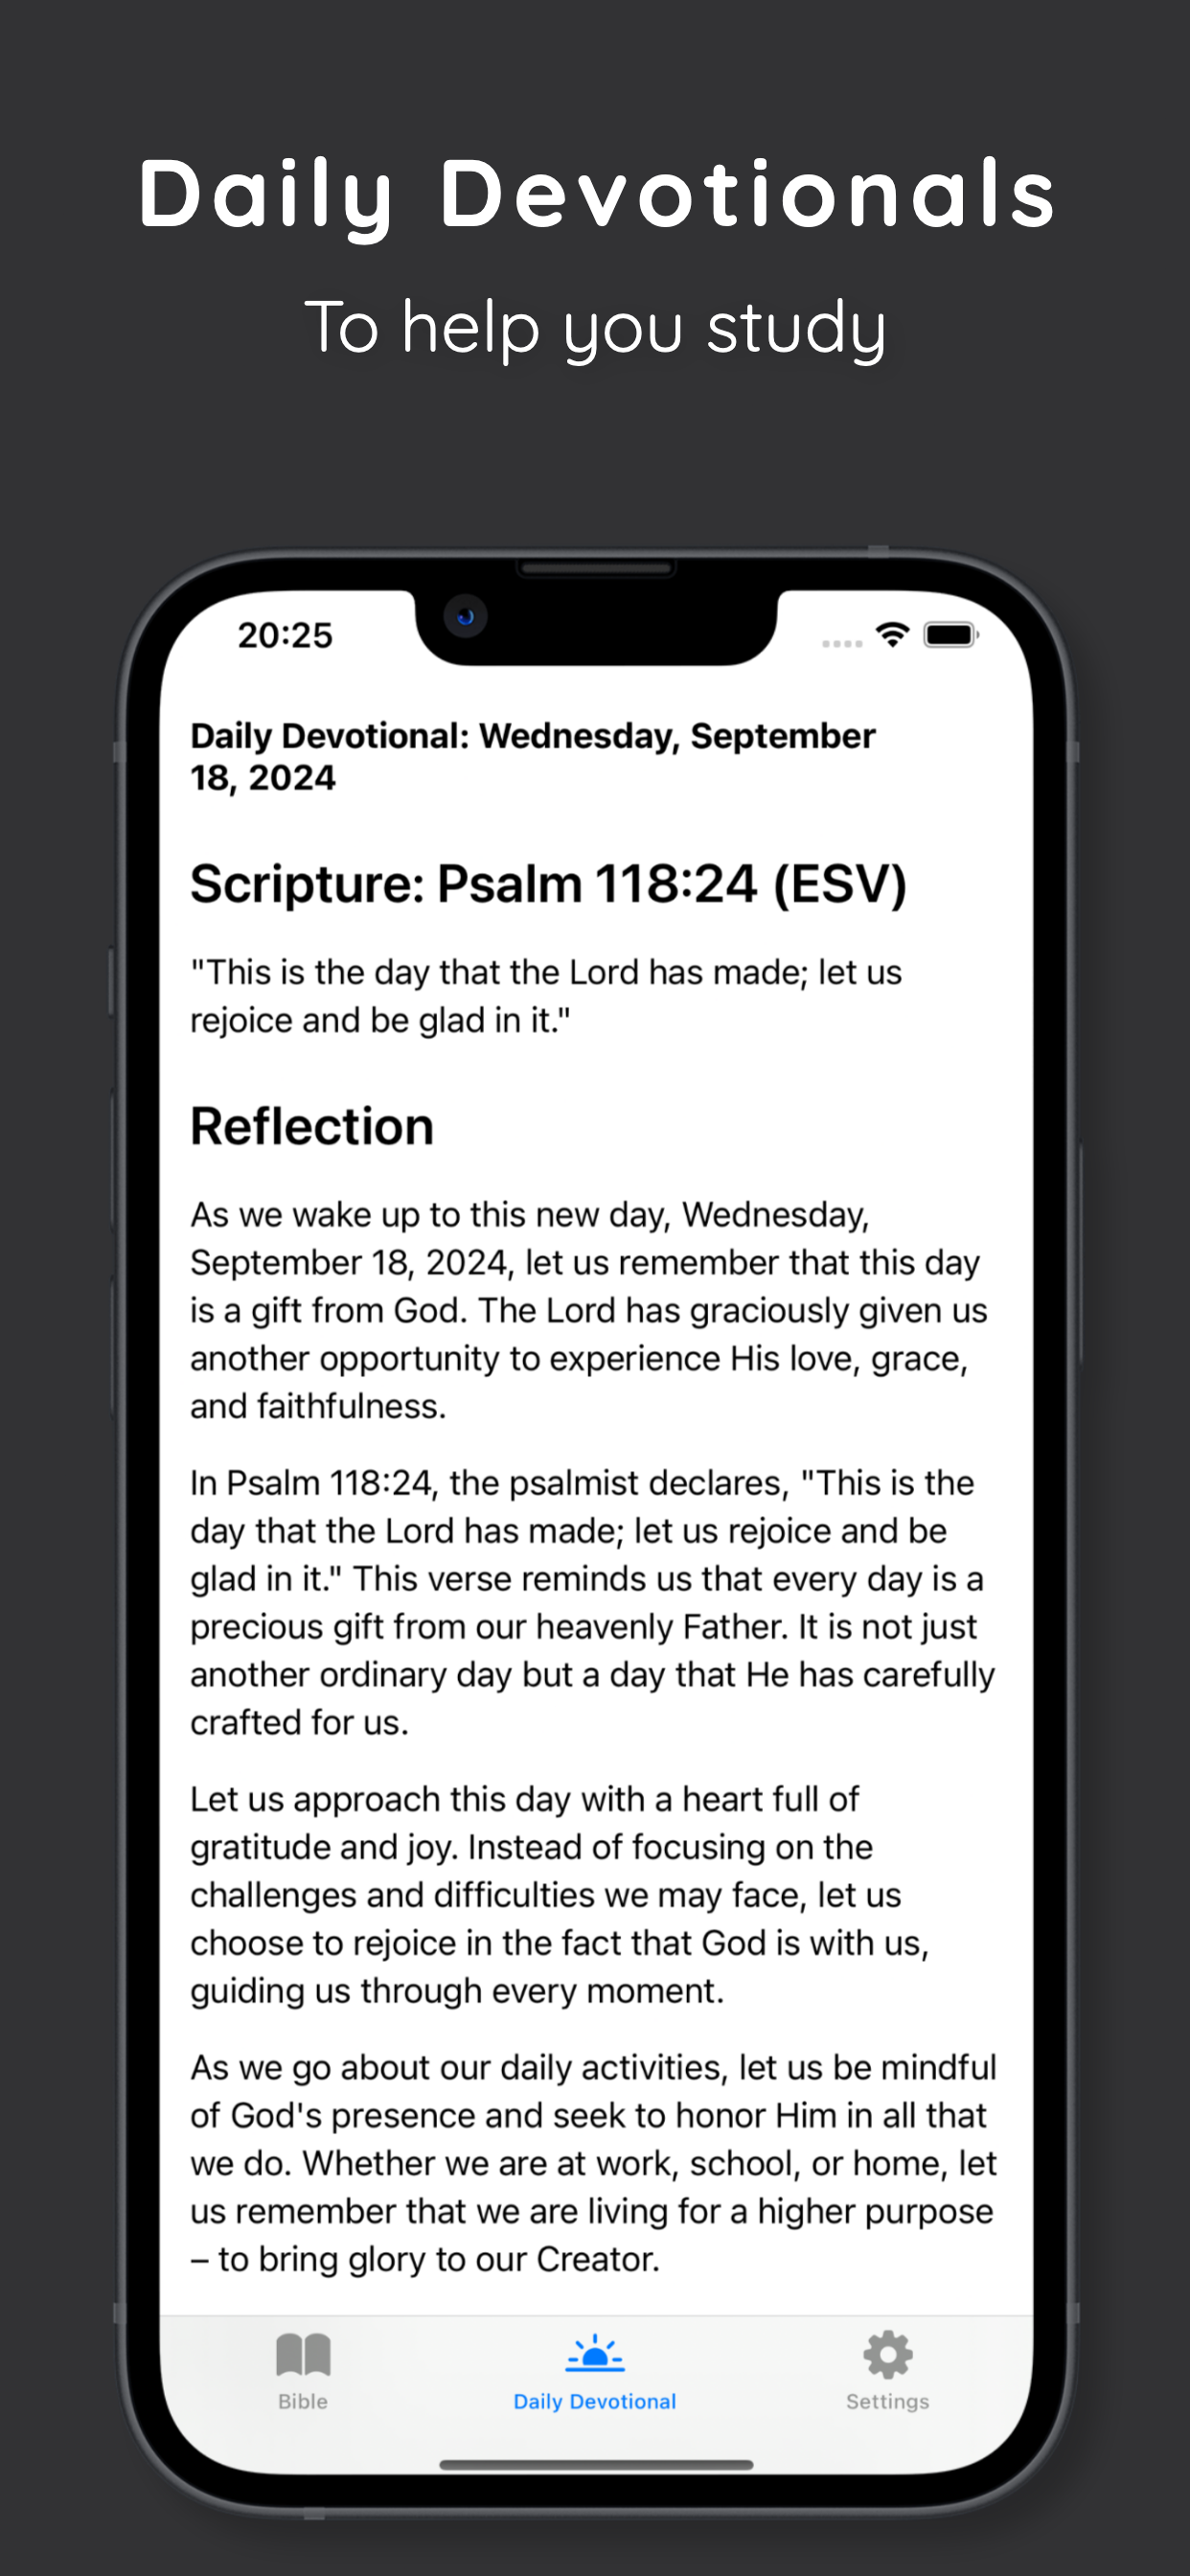 Daily Devotionals
To help you study
20:25
Daily Devotional: Wednesday, September
18, 2024
Scripture: Psalm 118:24 (ESV)
"This is the day that the Lord has made; let us
rejoice and be glad in it."
Reflection
As we wake up to this new day, Wednesday,
September 18, 2024, let us remember that this day
is a gift from God. The Lord has graciously given us
another opportunity to experience His love, grace,
and faithfulness.
In Psalm 118:24, the psalmist declares, "This is the
day that the Lord has made; let us rejoice and be
glad in it." This verse reminds us that every day is a
precious gift from our heavenly Father. It is not just
another ordinary day but a day that He has carefully
crafted for us.
Let us approach this day with a heart full of
gratitude and joy. Instead of focusing on the
challenges and difficulties we may face, let us
choose to rejoice in the fact that God is with us,
guiding us through every moment.
As we go about our daily activities, let us be mindful
of God's presence and seek to honor Him in all that
we do. Whether we are at work, school, or home, let
us remember that we are living for a higher purpose
– to bring glory to our Creator.
Bible
Daily Devotional
Settings